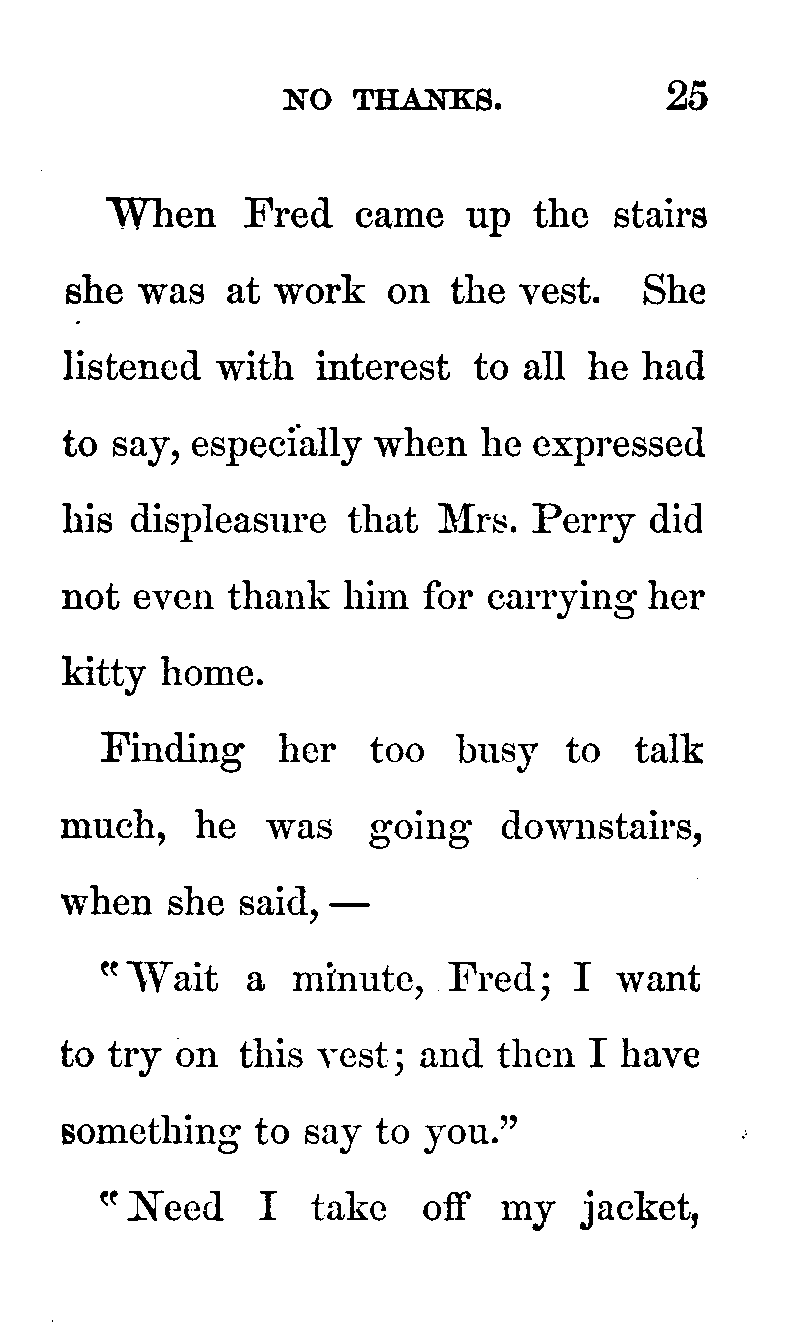 NO THANKS. 25
When Fred came up the stairs
she was at work on the vest. She
listened with interest to all he had
to say, especially when he expressed
his displeasure that Mrs. Perry did
not even thank him for carrying her
kitty home.
Finding her too busy to talk
much, he was going downstairs,
when she said, —
"Wait a minute, Fred; I want
to try on this vest; and then I have
something to say to you."
"Need I take off my jacket,